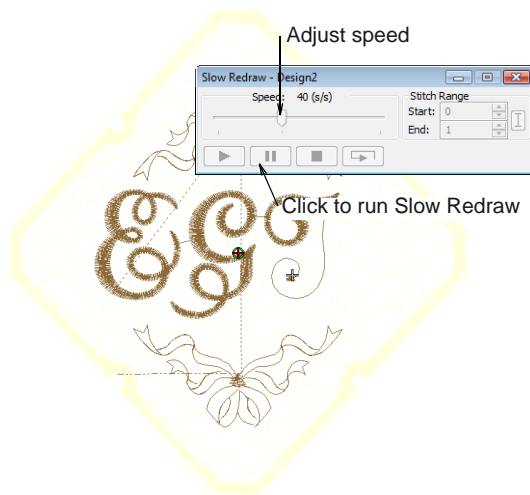 Adjust speed
Slow Redraw - Design2
Speed: 40 (s/s)
Stitch Range
Start: 0
End: 1
Click to run Slow Redraw